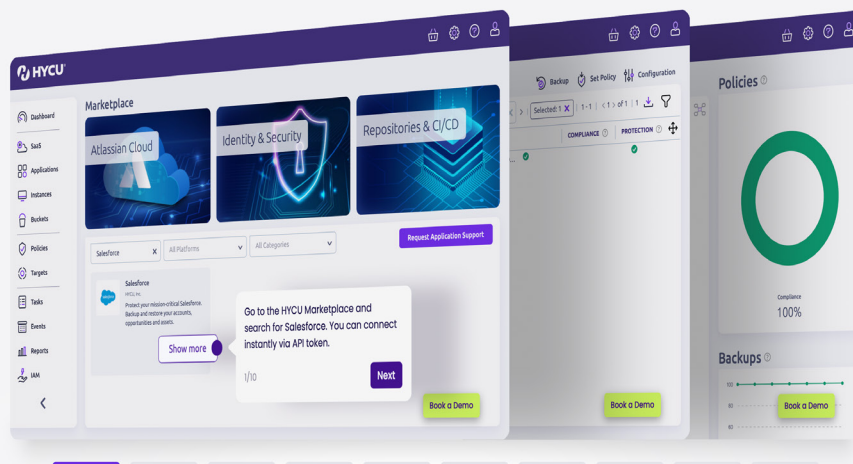 HYCU
Dashboard
SaaS
Applications
Instances
Buckets
Policies
Targets
Tasks
Events
Reports
IAM
Marketplace
Atlassian Cloud
Identity & Security
Repositories & CI/CD
Salesforce X
All Platforms
All Categories
Request Application Support
Salesforce
HYCU, Inc.
Protect your mission-critical Salesforce.
Backup and restore your accounts,
opportunities and assets.
Show more
Go to the HYCU Marketplace and
search for Salesforce. You can connect
instantly via API token.
1/10
Next
Book a Demo
Backup
Set Policy
Configuration
Selected: 1 X
1-1
< 1 > of 1
1
COMPLIANCE
PROTECTION
Book a Demo
Policies
Compliance
100%
Backups
100
Book a Demo